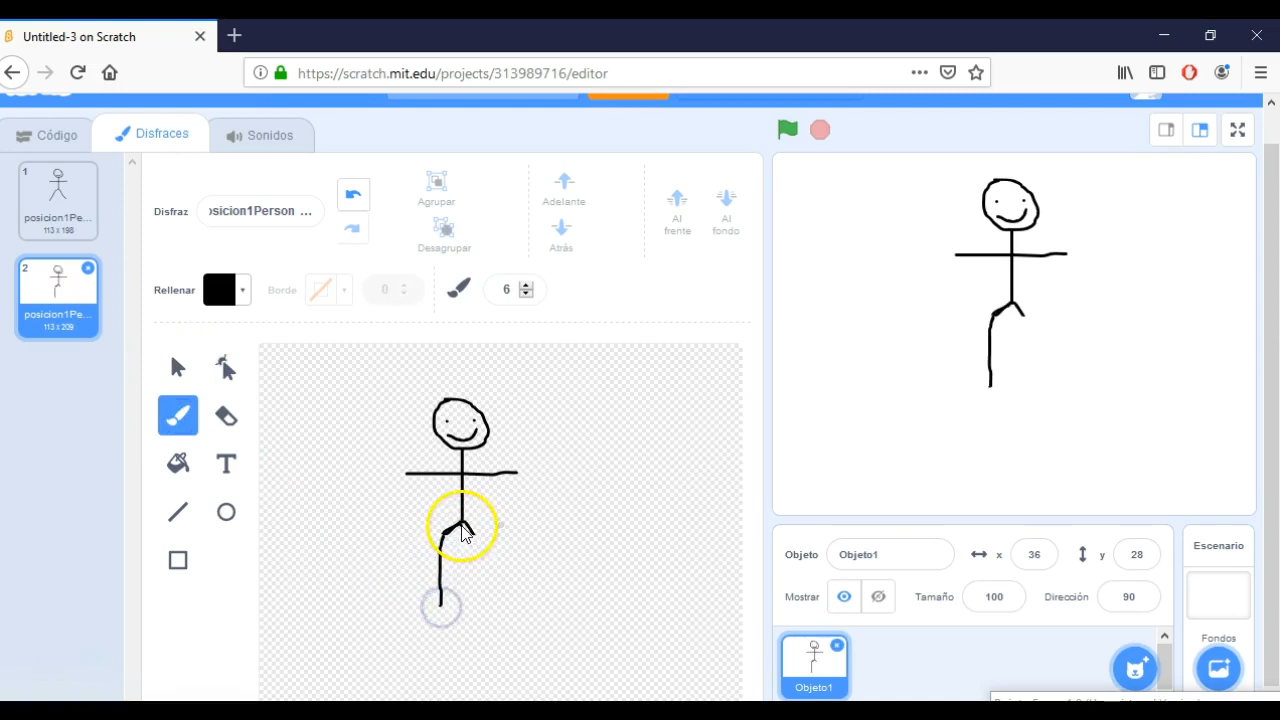 Untitled-3 on Scratch
https://scratch.mit.edu/projects/313989716/editor
Código
Disfraces
Sonidos
1
posicion1Pe...
113 x 198
2
posicion1Pe...
113 x 209
Disfraz
osicion1Person ...
Agrupar
Desagrupar
Adelante
Atrás
Al frente
Al fondo
Rellenar
Borde
0
6
Objeto
Objeto1
x
36
y
28
Mostrar
Tamaño
100
Dirección
90
Objeto1
Escenario
Fondos